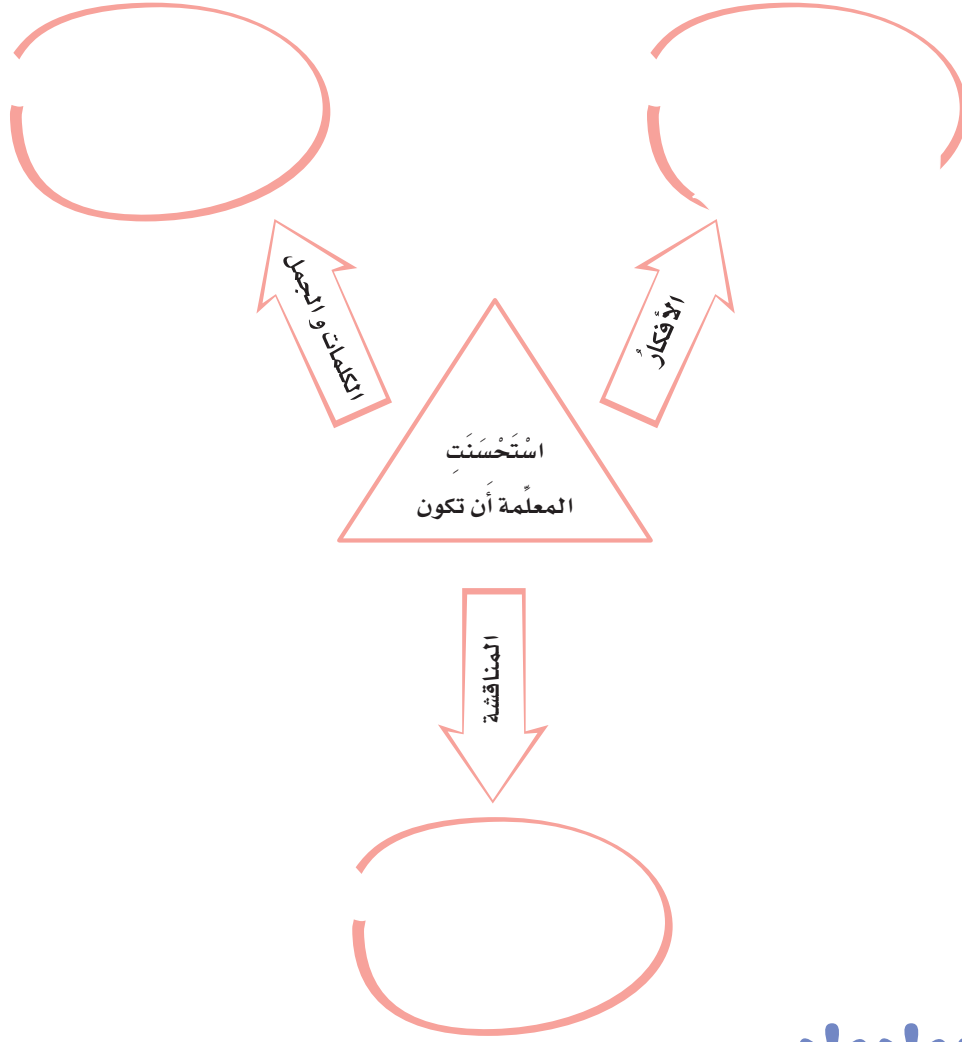 الأفكارُ
الكلمات و الجمل
اسْتَحْسَنَتِ
المعلِّمة أَن تكون
المناقشة